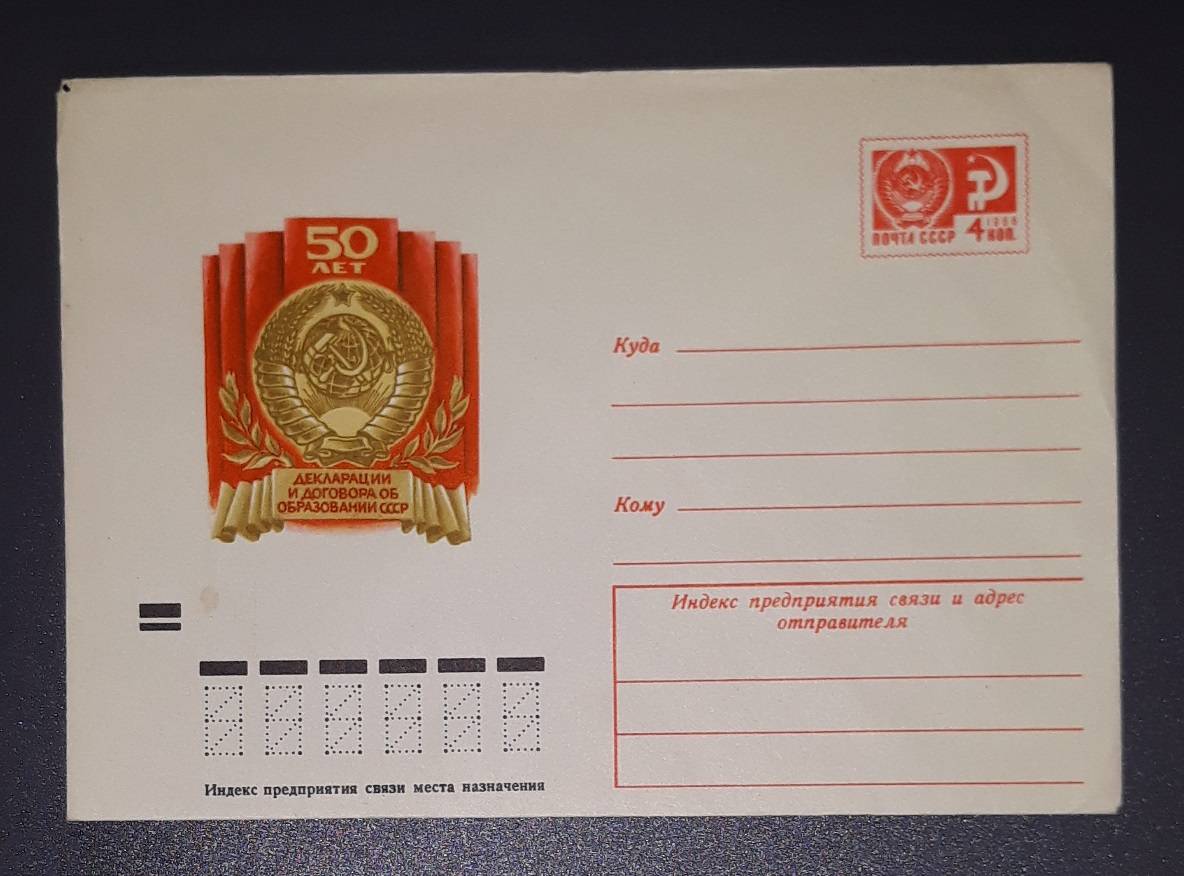 50
ЛЕТ
ДЕКЛАРАЦИИ
И ДОГОВОРА ОБ
ОБРАЗОВАНИИ СССР
1966
ПОЧТА СССР 4 КОП.
Куда
Кому
Индекс предприятия связи и адрес
отправителя
Индекс предприятия связи места назначения